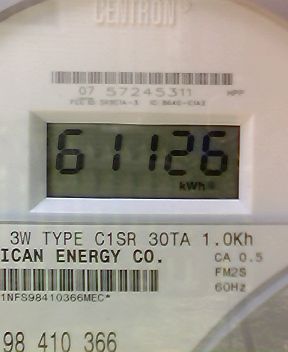 CENTRON®
07 57245311 HPP
61126
kWh
3W TYPE C1SR 30TA 1.0Kh
ICAN ENERGY CO. CA 0.5
FM2S
1NFS98410366MEC* 60Hz
98 410 366